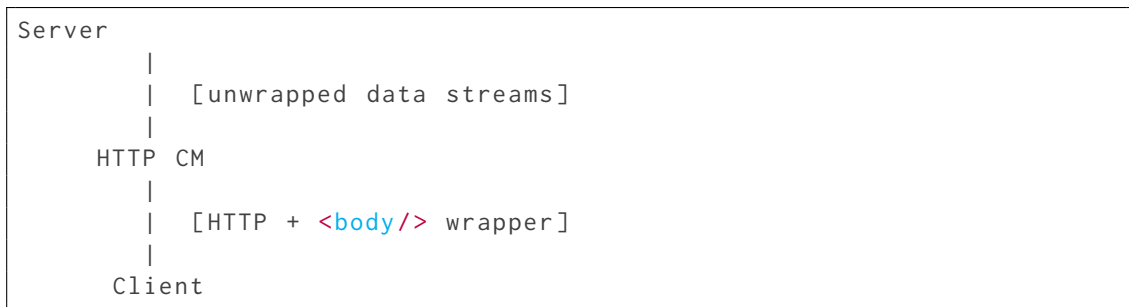 Server
|
| [unwrapped data streams]
|
HTTP CM
|
| [HTTP + <body/> wrapper]
|
Client